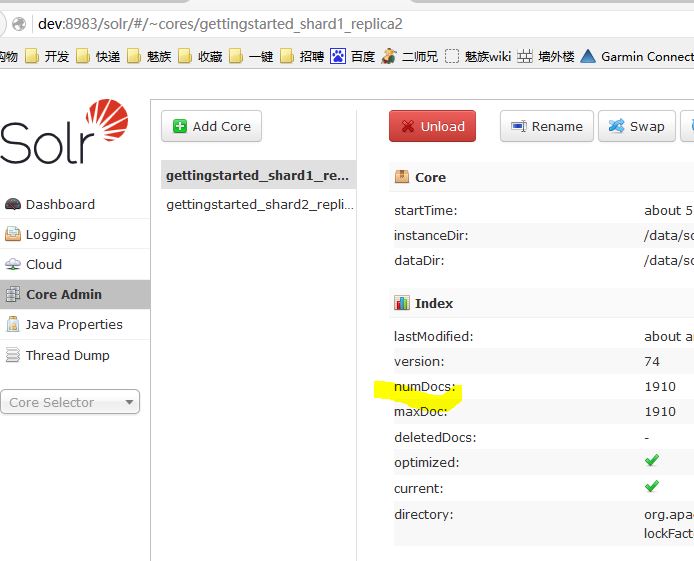 dev:8983/solr/#/~cores/gettingstarted_shard1_replica2
购物 开发 快递 魅族 收藏 一键 招聘 百度 二师兄 魅族wiki 墙外楼 Garmin Connect
Solr
Dashboard
Logging
Cloud
Core Admin
Java Properties
Thread Dump
Core Selector
Add Core
gettingstarted_shard1_re...
gettingstarted_shard2_repli...
Unload Rename Swap
Core
startTime: about 5
instanceDir: /data/so
dataDir: /data/so
Index
lastModified: about a
version: 74
numDocs: 1910
maxDoc: 1910
deletedDocs: -
optimized:
current:
directory: org.apac
lockFacto